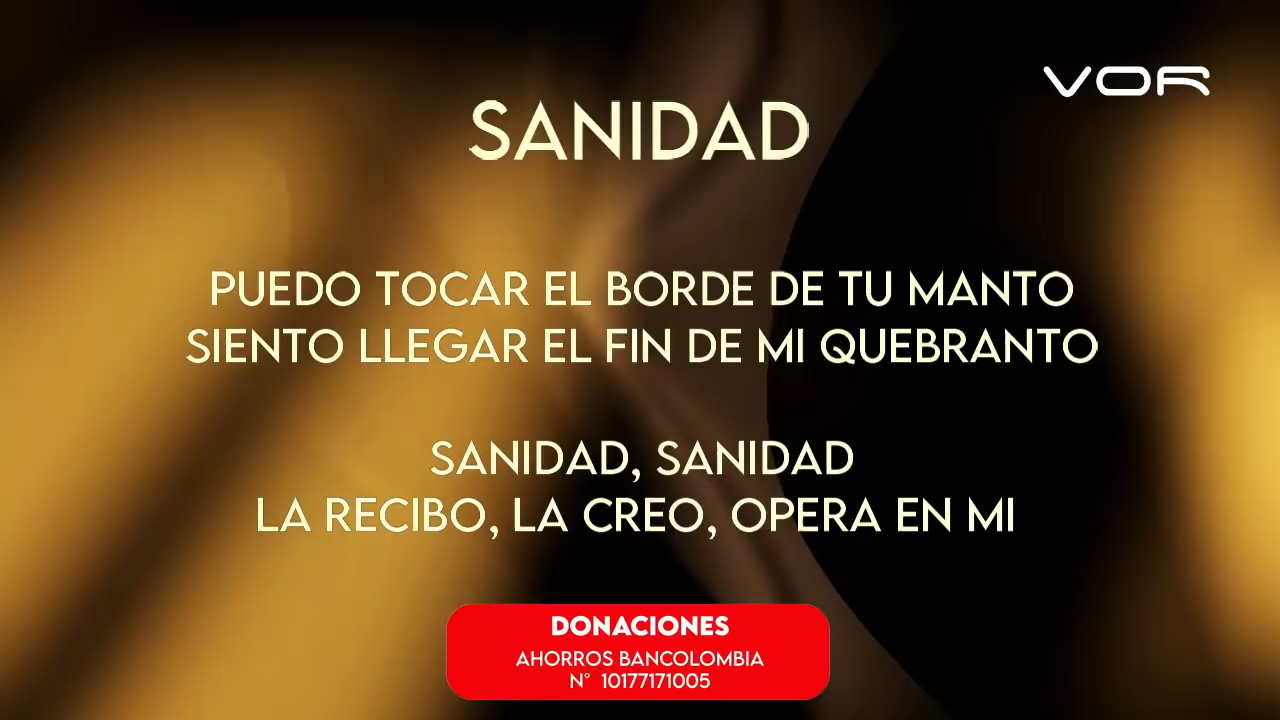 VOR
SANIDAD
PUEDO TOCAR EL BORDE DE TU MANTO
SIENTO LLEGAR EL FIN DE MI QUEBRANTO
SANIDAD, SANIDAD
LA RECIBO, LA CREO, OPERA EN MI
DONACIONES
AHORROS BANCOLOMBIA
N° 10177171005